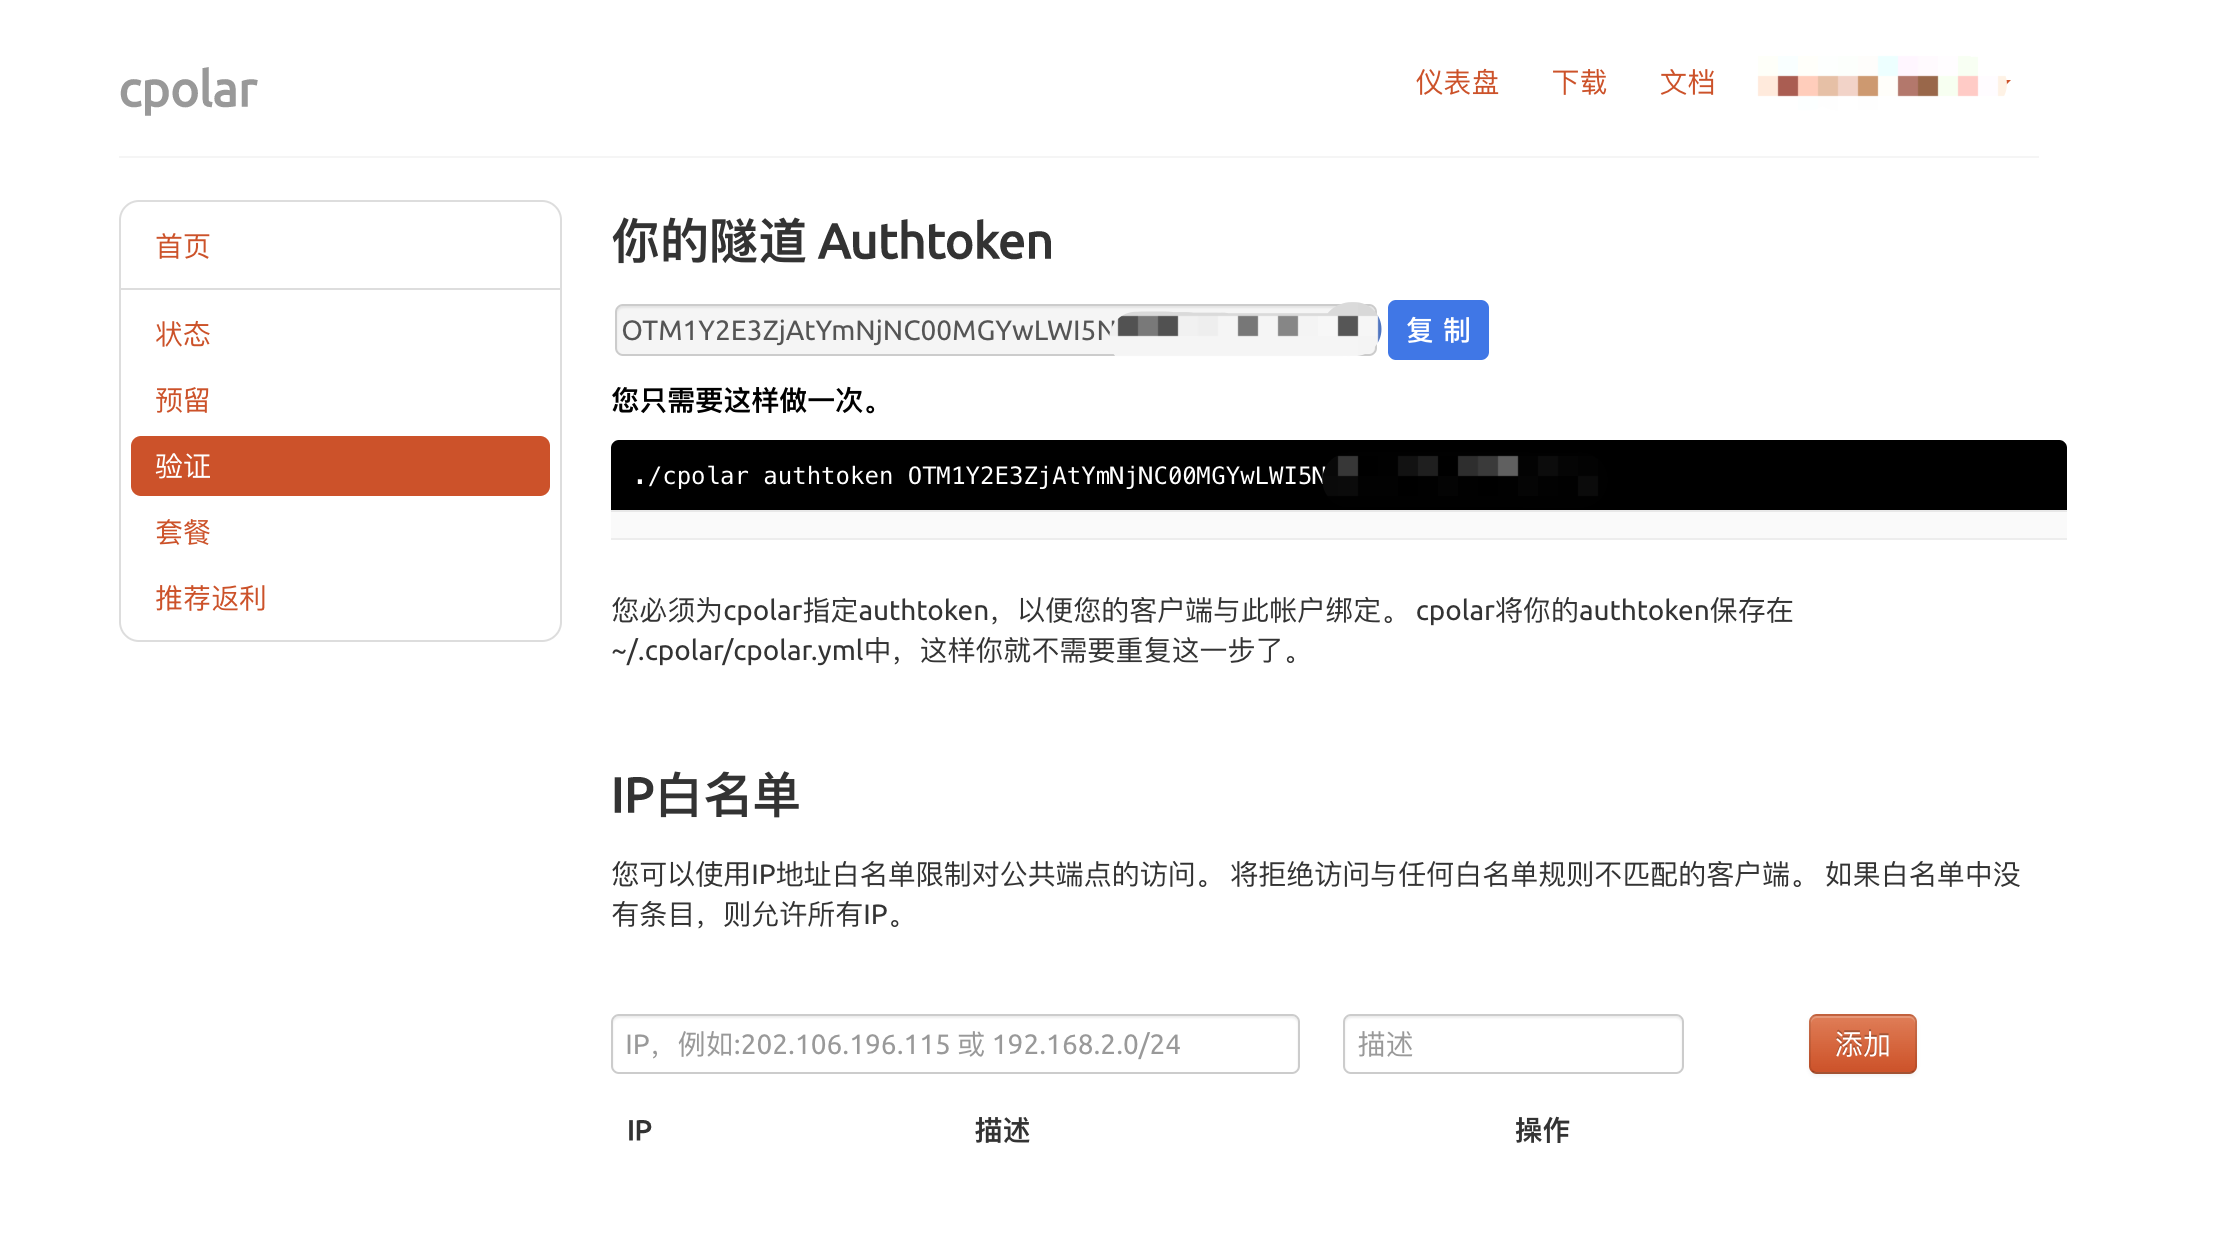 cpolar
仪表盘 下载 文档
首页
状态
预留
验证
套餐
推荐返利
你的隧道 Authtoken
OTM1Y2E3ZjAtYmNjNC00MGYwLWI5N 复 制
您只需要这样做一次。
./cpolar authtoken OTM1Y2E3ZjAtYmNjNC00MGYwLWI5N
您必须为cpolar指定authtoken，以便您的客户端与此帐户绑定。 cpolar将你的authtoken保存在
~/.cpolar/cpolar.yml中，这样你就不需要重复这一步了。
IP白名单
您可以使用IP地址白名单限制对公共端点的访问。 将拒绝访问与任何白名单规则不匹配的客户端。 如果白名单中没
有条目，则允许所有IP。
IP，例如:202.106.196.115 或 192.168.2.0/24 描述 添加
IP 描述 操作